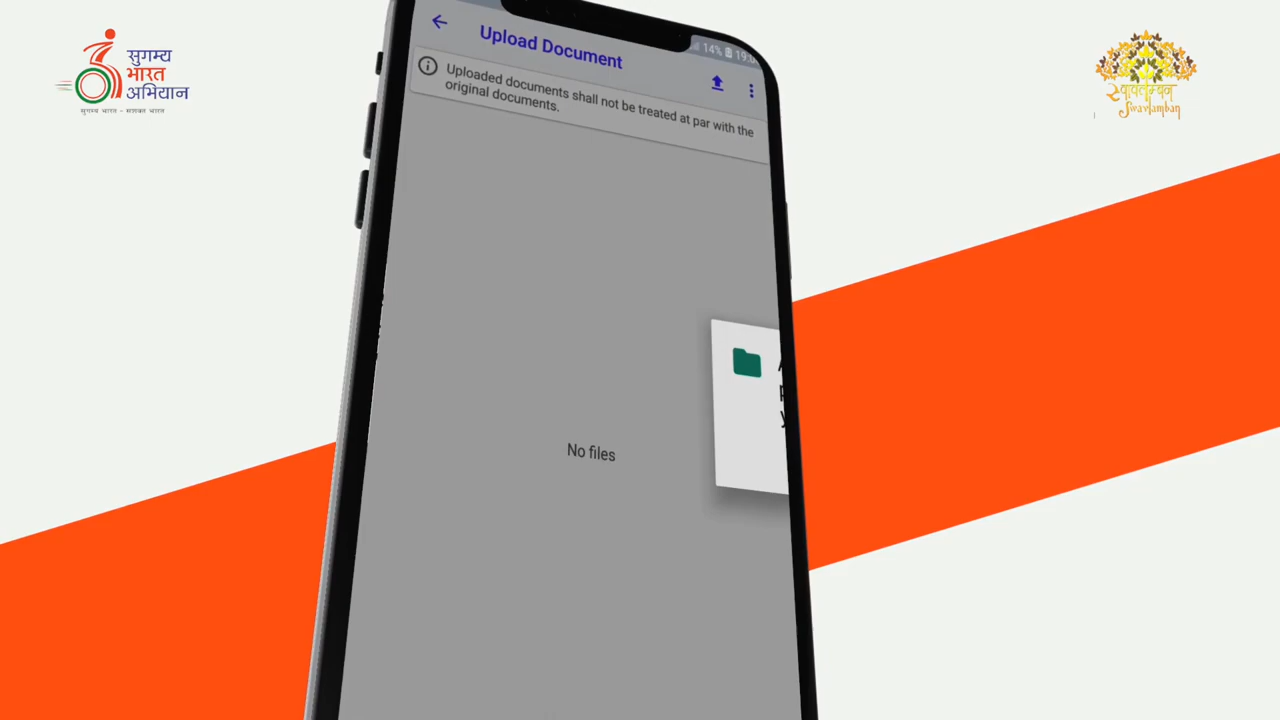 सुगम्य
भारत
अभियान
सुगम्य भारत - सशक्त भारत
स्वावलम्बन
Swavlamban
14%
Upload Document
Uploaded documents shall not be treated at par with the
original documents.
No files